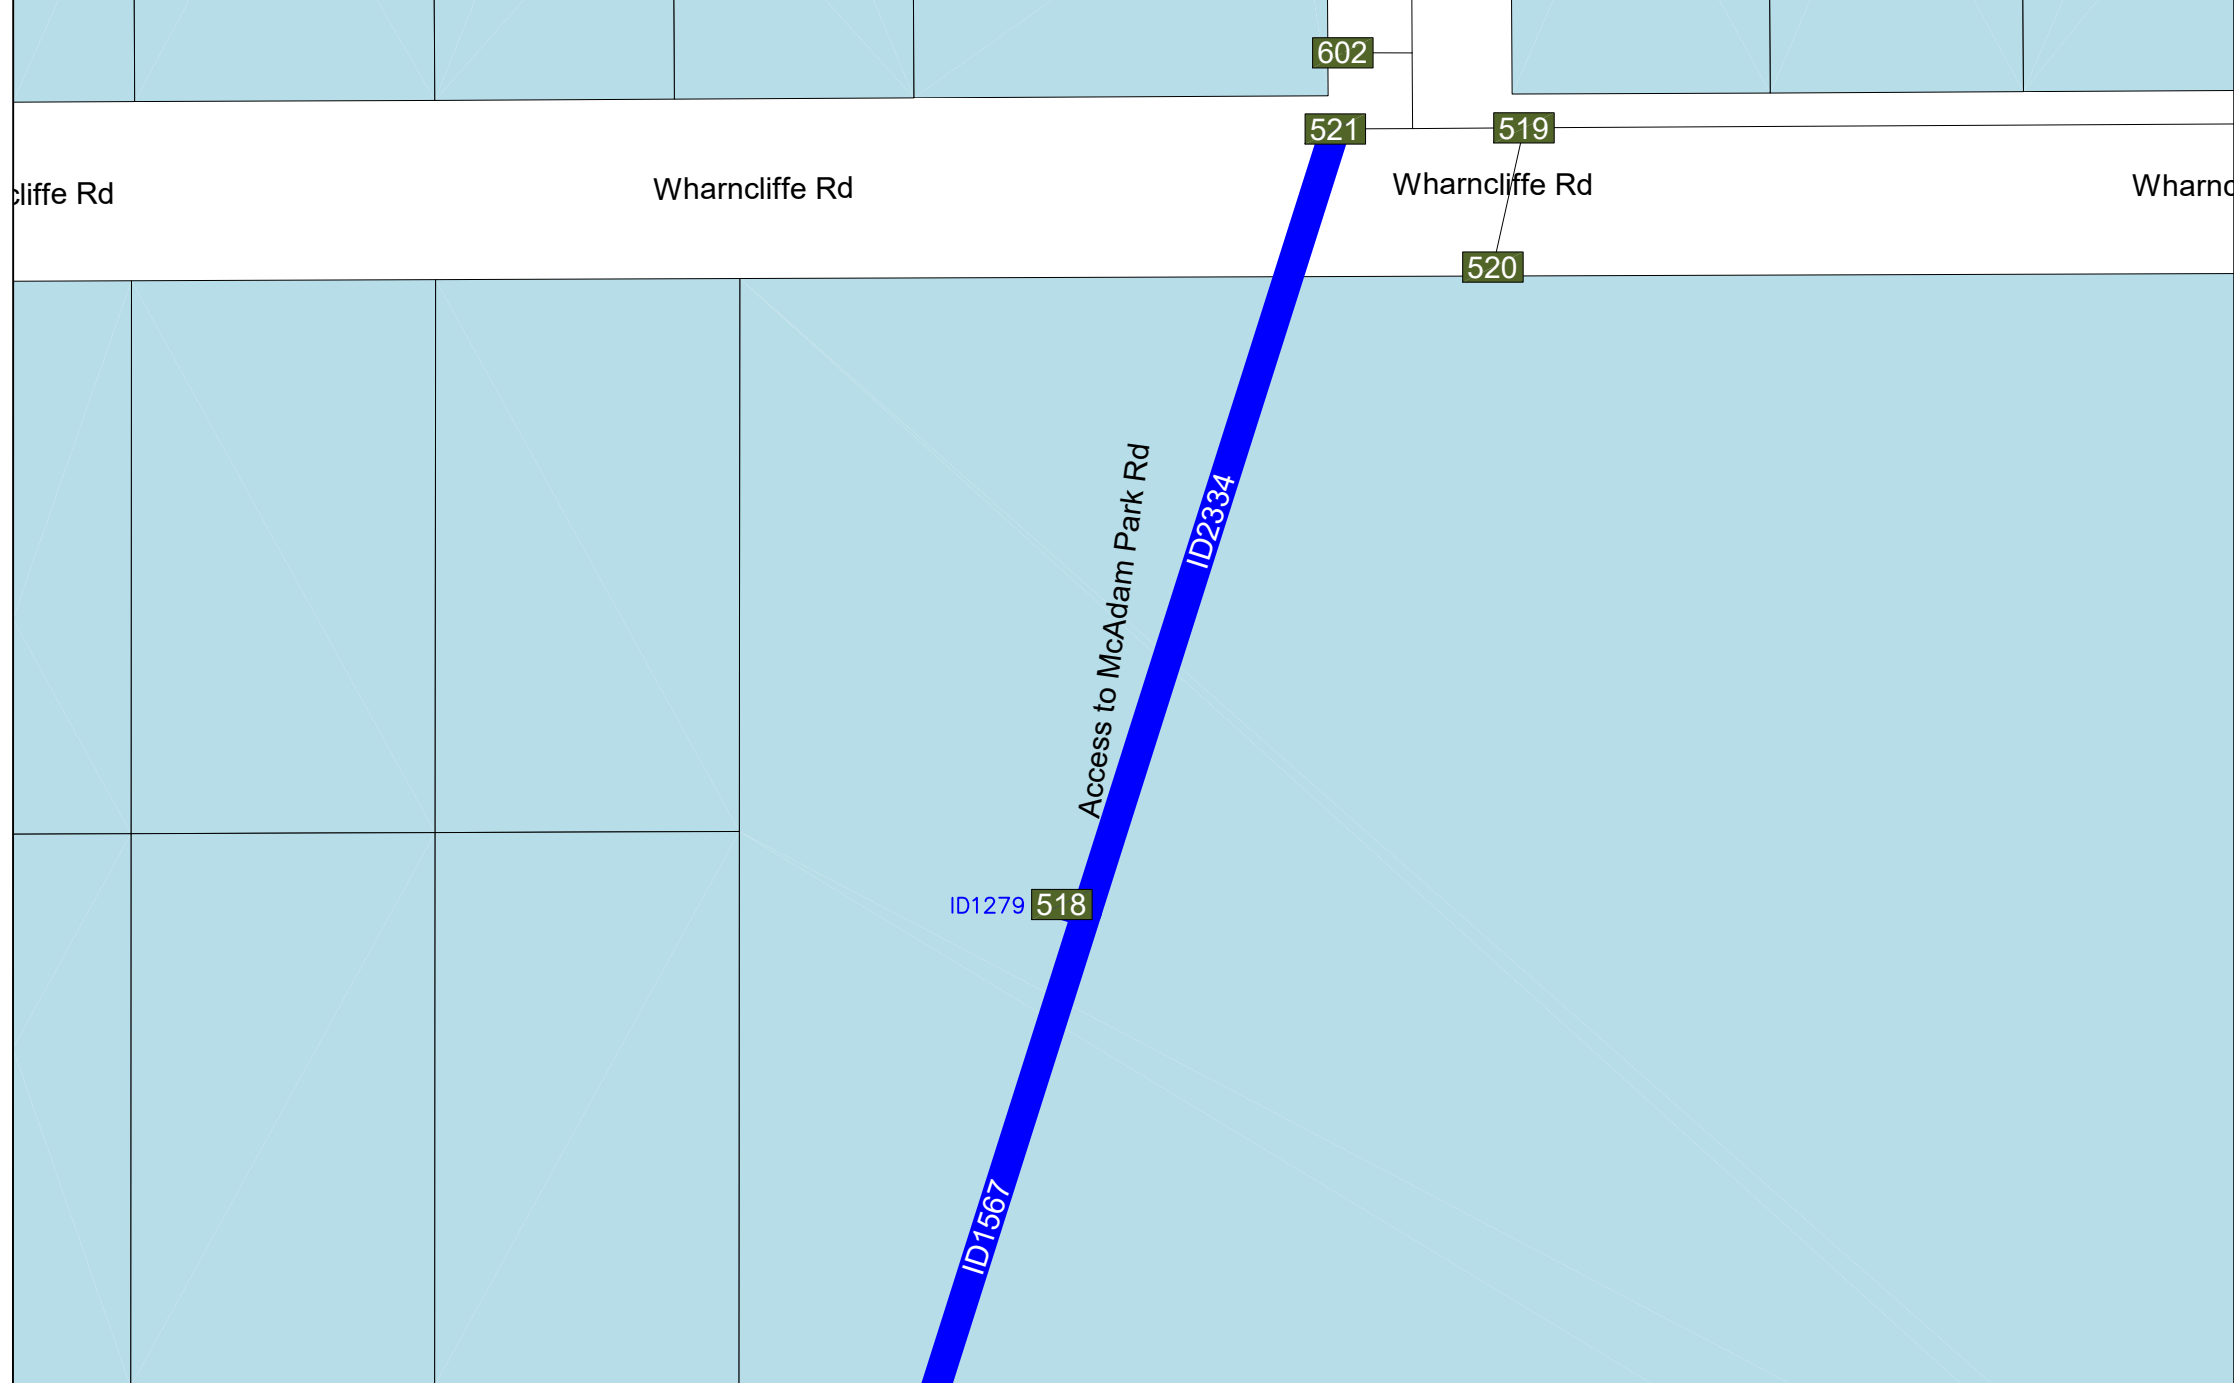 602
521
519
cliffe Rd
Wharncliffe Rd
Wharncliffe Rd
Wharnc
520
Access to McAdam Park Rd
ID2334
ID1279
518
ID1567